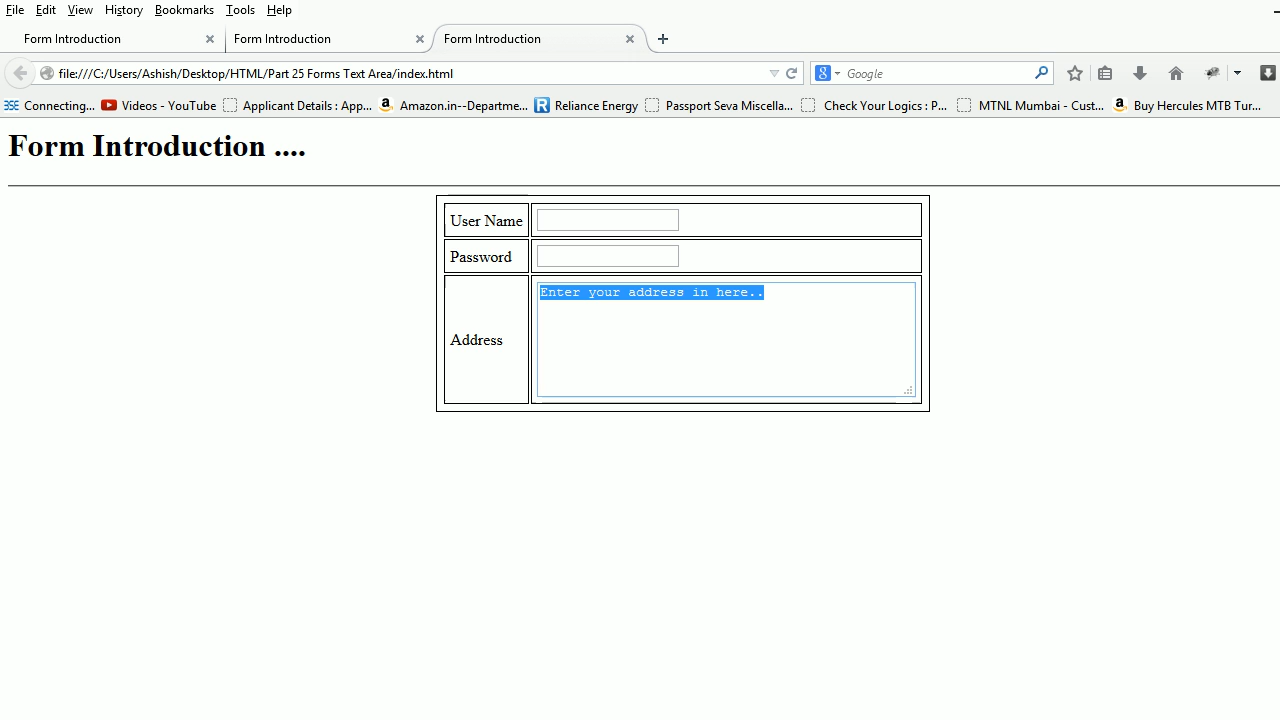 File Edit View History Bookmarks Tools Help
Form Introduction Form Introduction Form Introduction
file:///C:/Users/Ashish/Desktop/HTML/Part 25 Forms Text Area/index.html Google
Connecting... Videos - YouTube Applicant Details : App... Amazon.in--Departme... Reliance Energy Passport Seva Miscella... Check Your Logics : P... MTNL Mumbai - Cust... Buy Hercules MTB Tur...
Form Introduction ....
User Name
Password
Enter your address in here..
Address